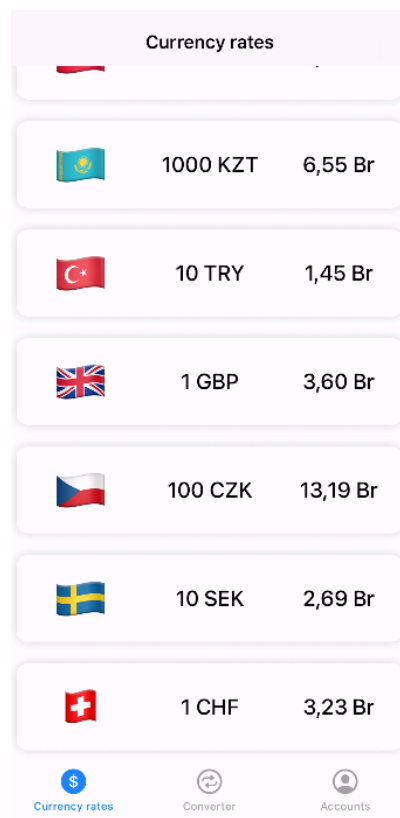 Currency rates
1000 KZT 6,55 Br
10 TRY 1,45 Br
1 GBP 3,60 Br
100 CZK 13,19 Br
10 SEK 2,69 Br
1 CHF 3,23 Br
$
Currency rates Converter Accounts